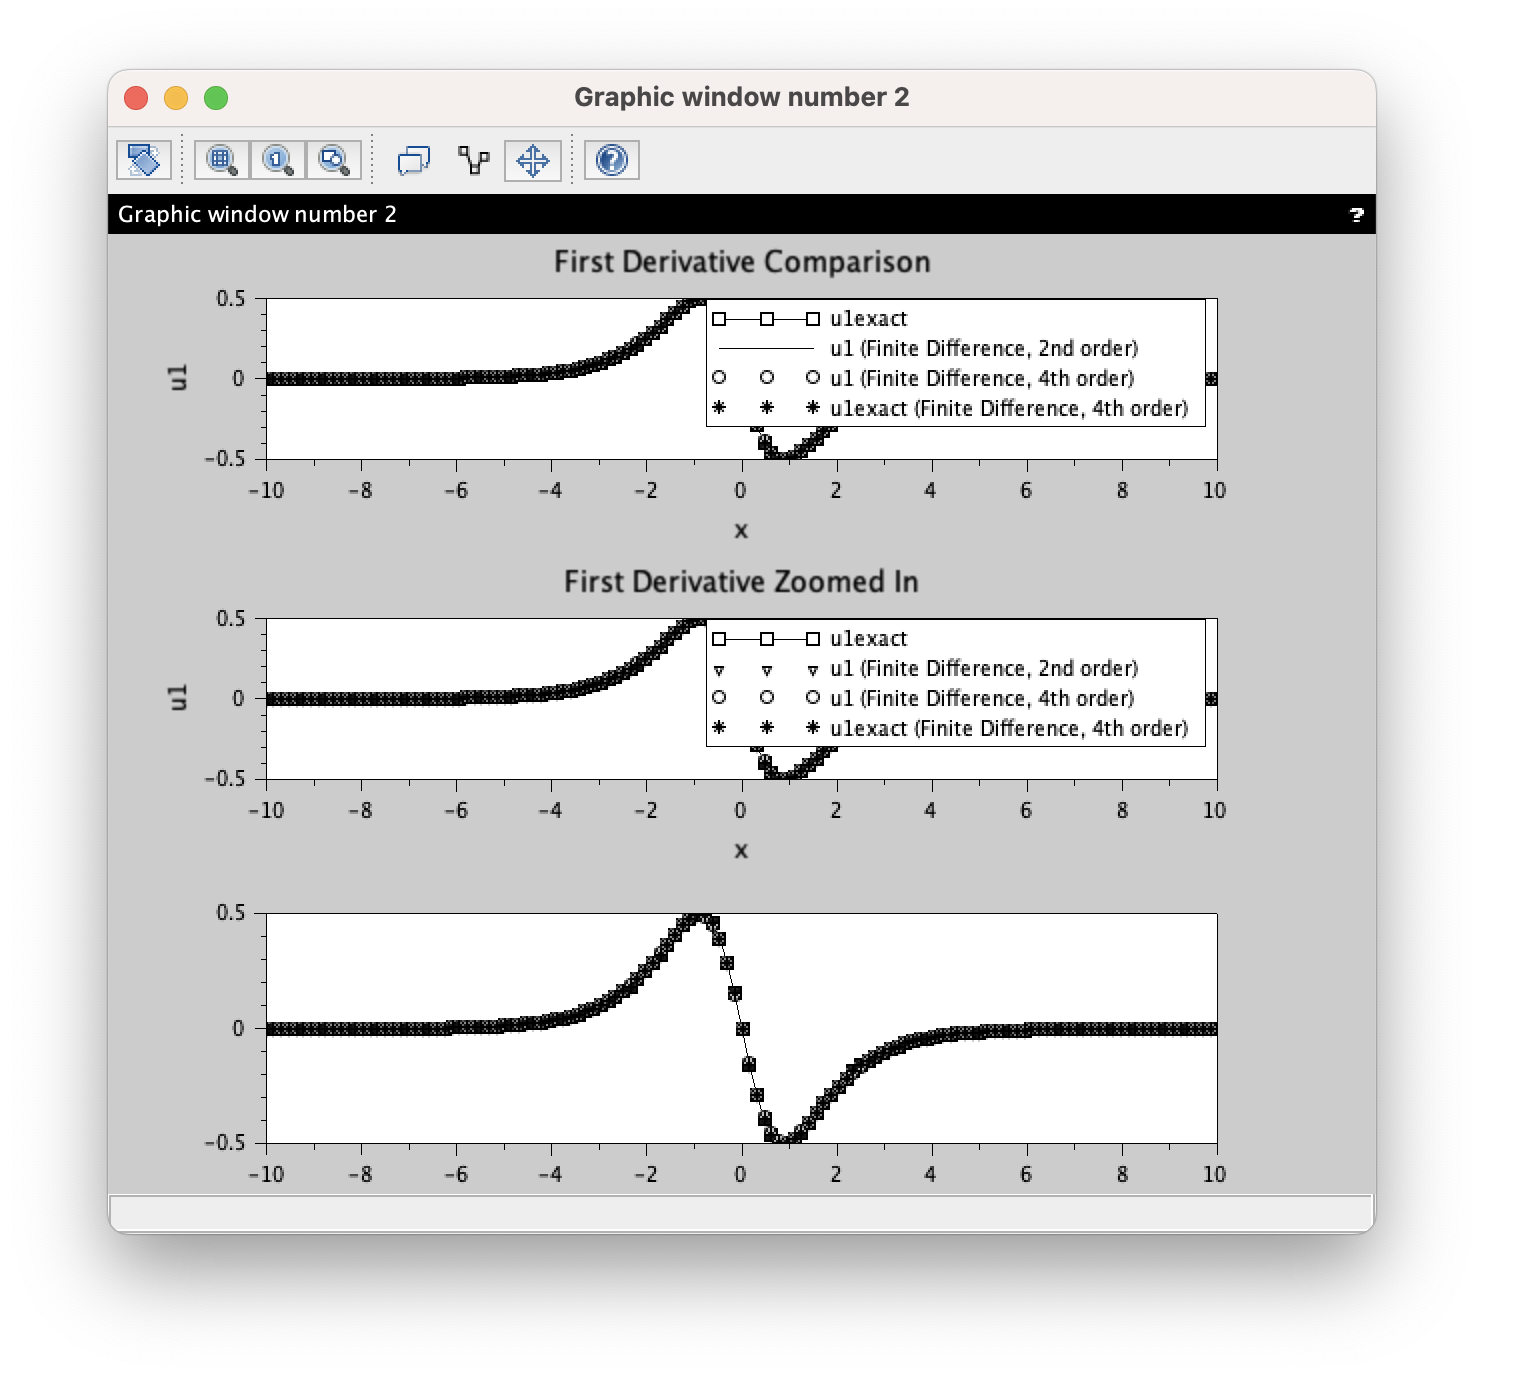 Graphic window number 2
Graphic window number 2
?
First Derivative Comparison
0.5
0
-0.5
u1
u1exact
u1 (Finite Difference, 2nd order)
u1 (Finite Difference, 4th order)
u1exact (Finite Difference, 4th order)
-10 -8 -6 -4 -2 0 2 4 6 8 10
x
First Derivative Zoomed In
0.5
0
-0.5
u1
u1exact
u1 (Finite Difference, 2nd order)
u1 (Finite Difference, 4th order)
u1exact (Finite Difference, 4th order)
-10 -8 -6 -4 -2 0 2 4 6 8 10
x
0.5
0
-0.5
-10 -8 -6 -4 -2 0 2 4 6 8 10